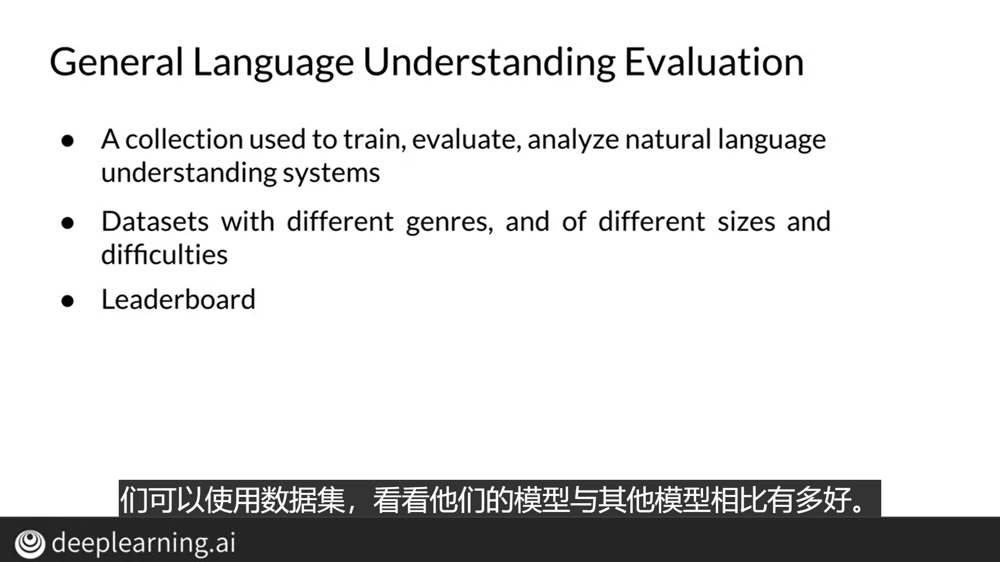 General Language Understanding Evaluation
● A collection used to train, evaluate, analyze natural language
understanding systems
● Datasets with different genres, and of different sizes and
difficulties
● Leaderboard
们可以使用数据集，看看他们的模型与其他模型相比有多好。
deeplearning.ai